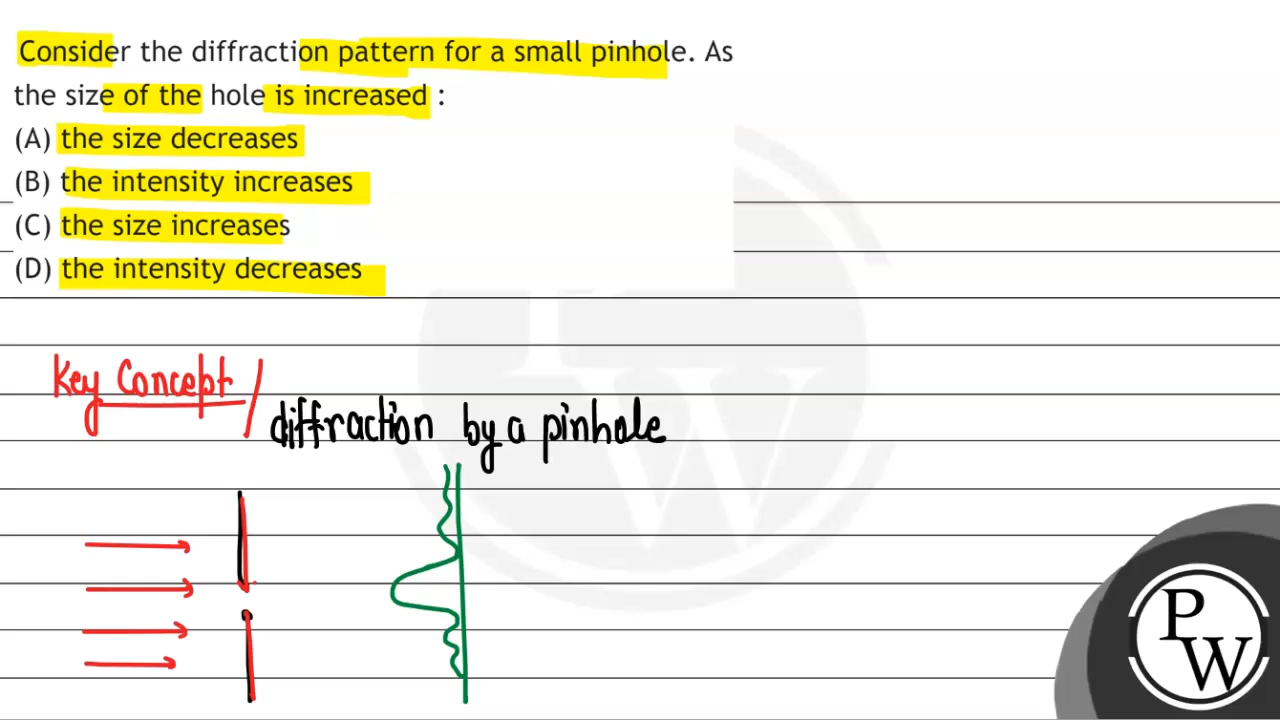 Consider the diffraction pattern for a small pinhole. As
the size of the hole is increased :
(A) the size decreases
(B) the intensity increases
(C) the size increases
(D) the intensity decreases
Key Concept /
diffraction by a pinhole
P
W